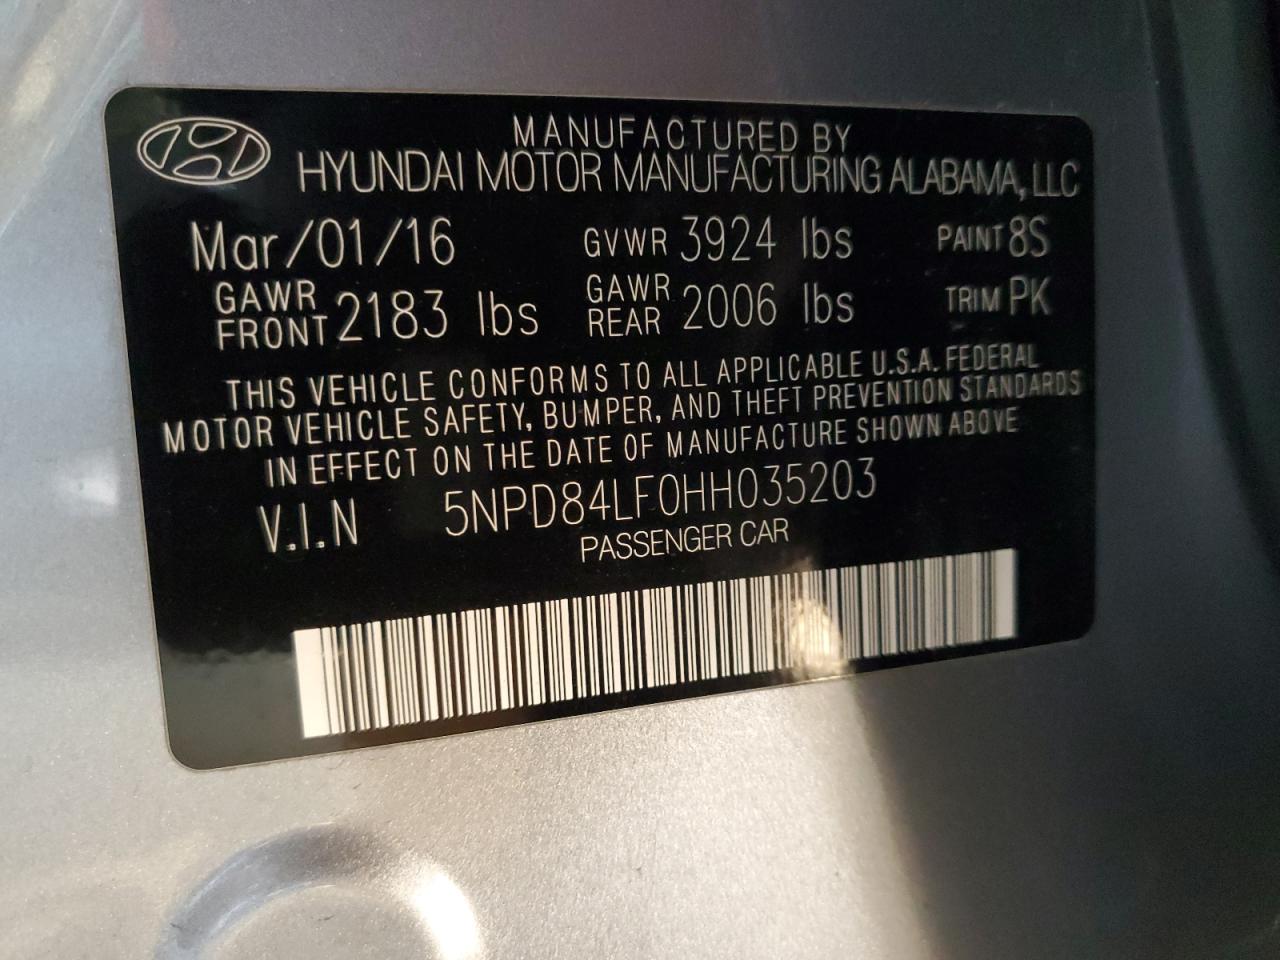 MANUFACTURED BY
HYUNDAI MOTOR MANUFACTURING ALABAMA, LLC
Mar/01/16 GVWR 3924 lbs PAINT 8S
GAWR FRONT 2183 lbs GAWR REAR 2006 lbs TRIM PK
THIS VEHICLE CONFORMS TO ALL APPLICABLE U.S.A. FEDERAL
MOTOR VEHICLE SAFETY, BUMPER, AND THEFT PREVENTION STANDARDS
IN EFFECT ON THE DATE OF MANUFACTURE SHOWN ABOVE
V.I.N 5NPD84LF0HH035203
PASSENGER CAR